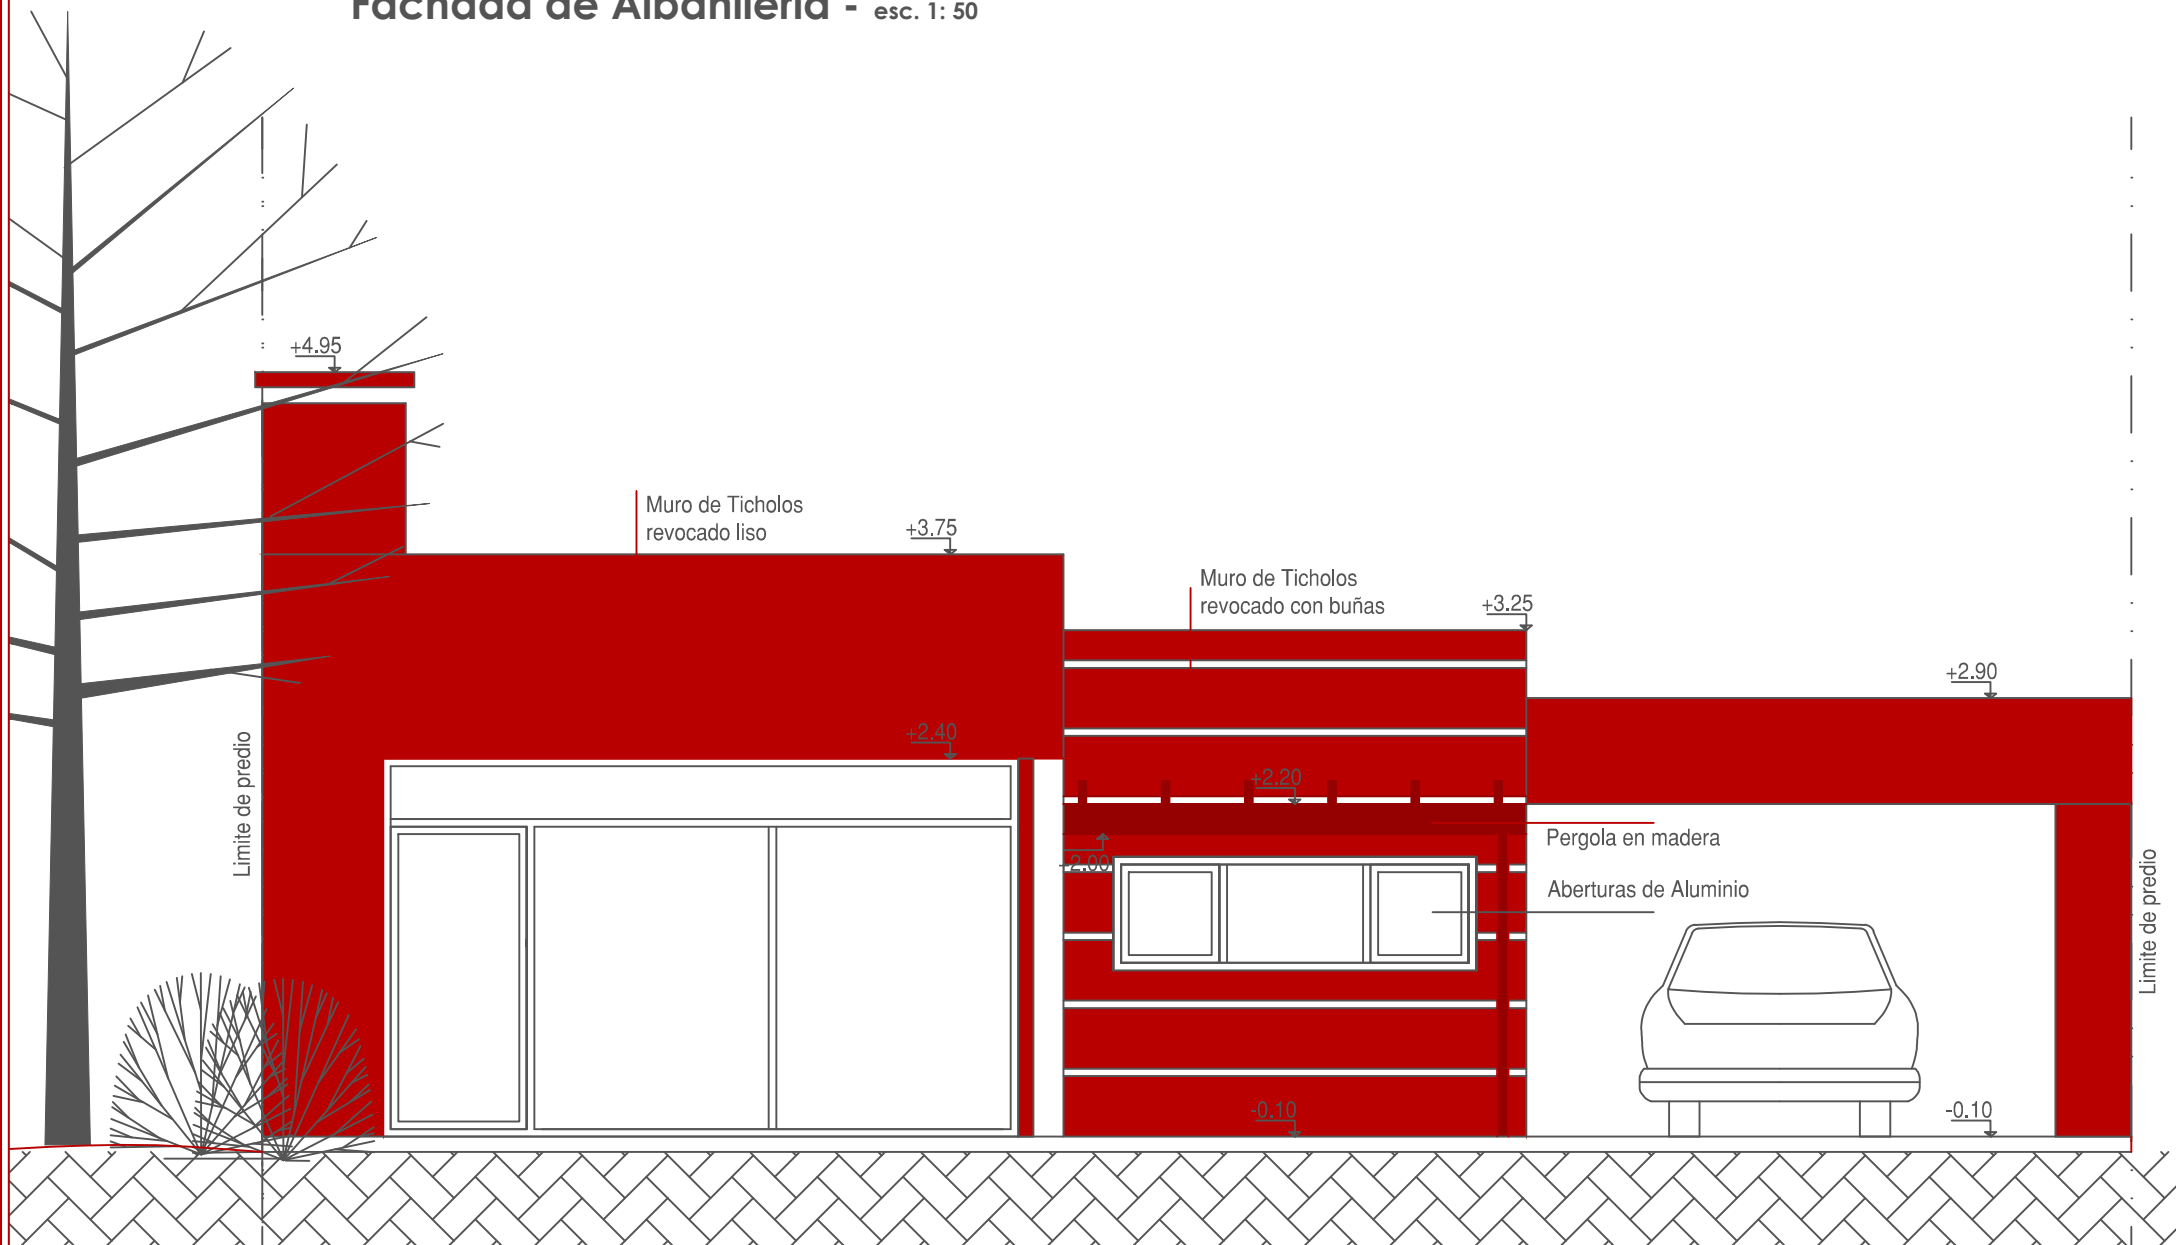 Fachada de Albañilería - esc. 1: 50
+4.95
Muro de Ticholos
revocado liso
+3.75
Muro de Ticholos
revocado con buñas
+3.25
+2.90
+2.40
+2.20
+2.00
Pergola en madera
Aberturas de Aluminio
Limite de predio
Limite de predio
-0.10
-0.10